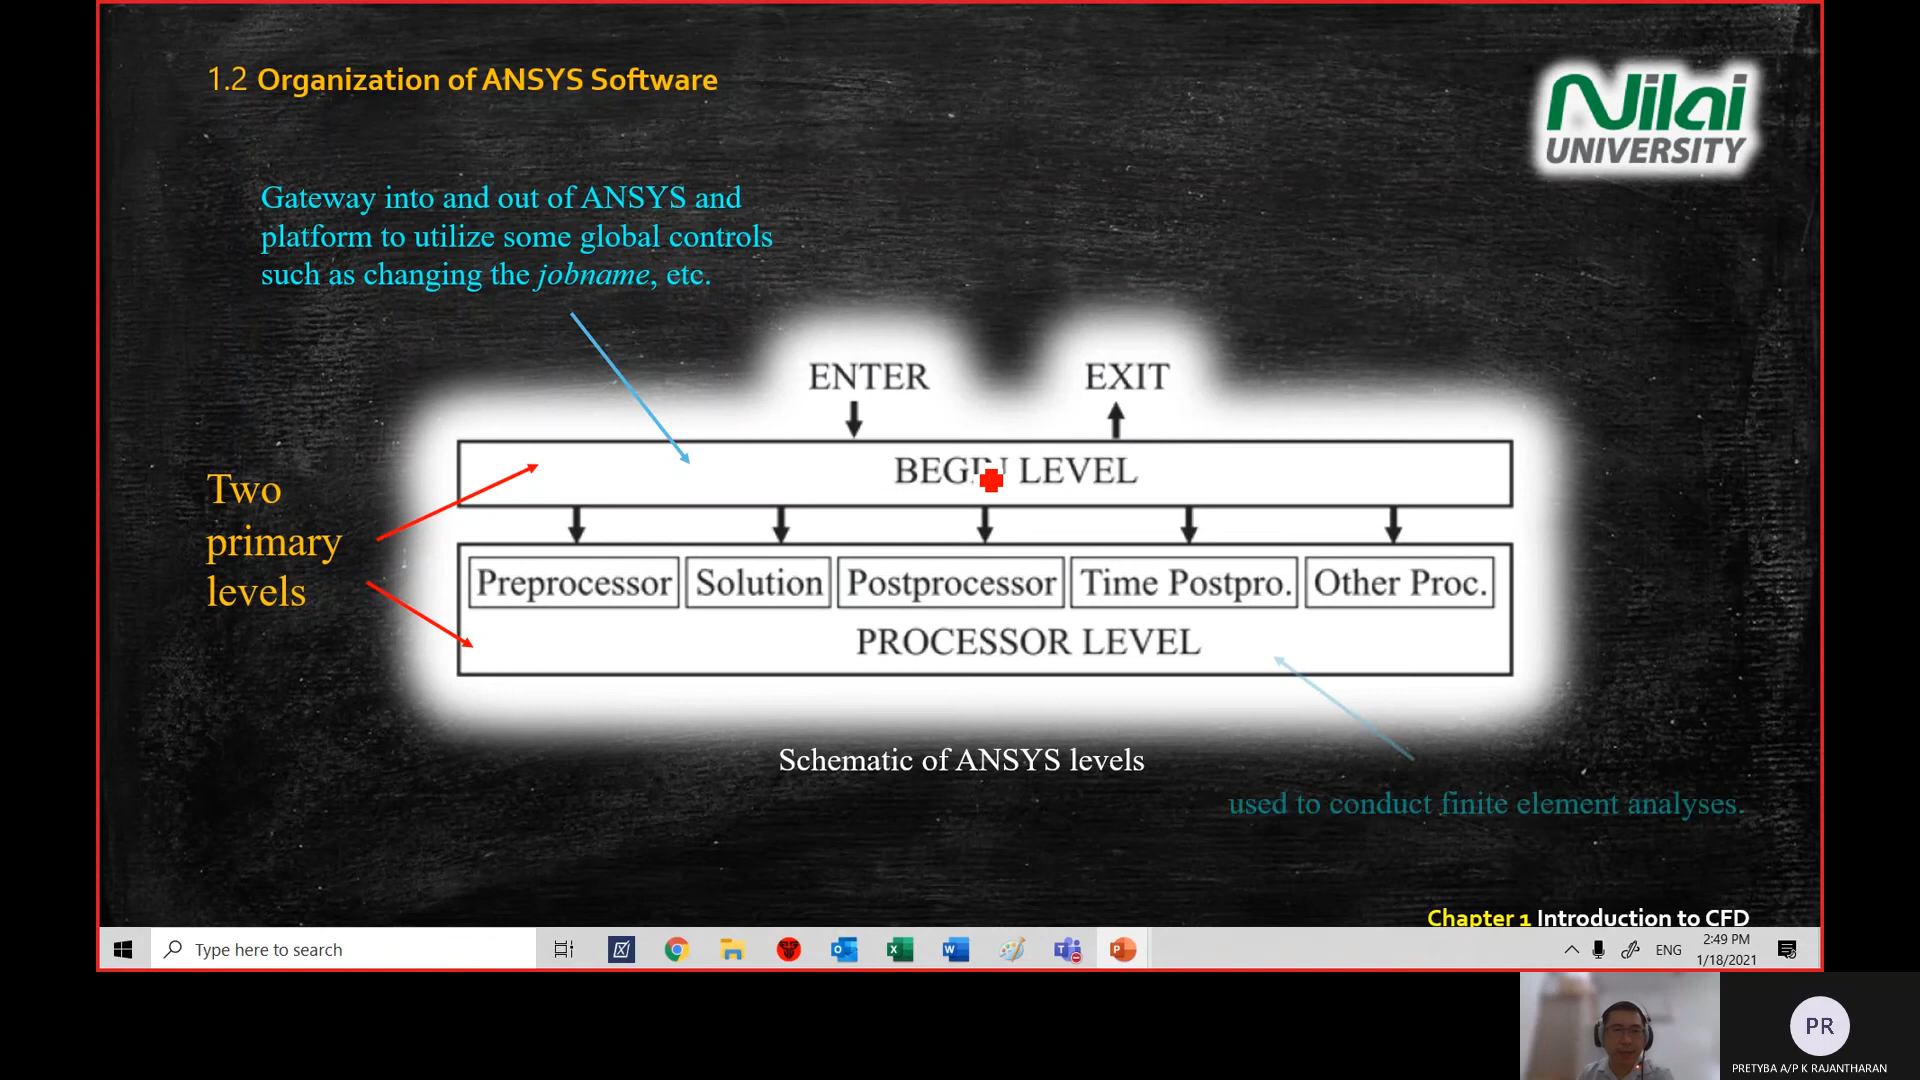 1.2 Organization of ANSYS Software
Nilai
UNIVERSITY
Gateway into and out of ANSYS and
platform to utilize some global controls
such as changing the jobname, etc.
ENTER
EXIT
BEGIN LEVEL
Two
primary
levels
Preprocessor Solution Postprocessor Time Postpro. Other Proc.
PROCESSOR LEVEL
Schematic of ANSYS levels
used to conduct finite element analyses.
Chapter 1 Introduction to CFD
Type here to search
ENG
2:49 PM
1/18/2021
PR
PRETYBA A/P K RAJANTHARAN